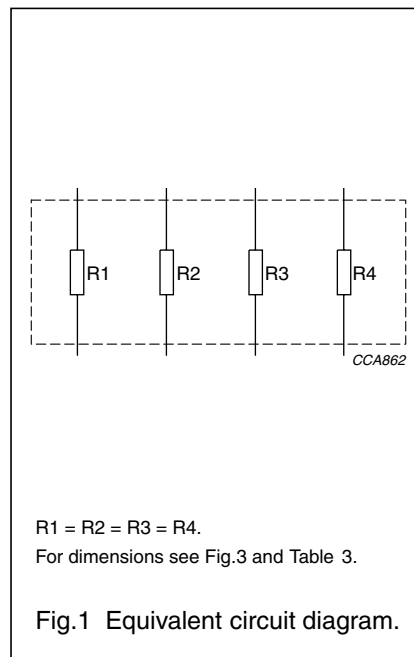 R1 R2 R3 R4
CCA862
R1 = R2 = R3 = R4.
For dimensions see Fig.3 and Table 3.
Fig.1 Equivalent circuit diagram.